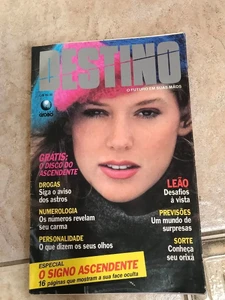 DESTINO
O FUTURO EM SUAS MÃOS
GLOBO
GRÁTIS:
O DISCO DO
ASCENDENTE
DROGAS
Siga o aviso
dos astros
NUMEROLOGIA
Os números revelam
seu carma
PERSONALIDADE
O que dizem os seus olhos
LEÃO
Desafios
à vista
PREVISÕES
Um mundo de
surpresas
SORTE
Conheça
seu orixá
ESPECIAL
O SIGNO ASCENDENTE
16 páginas que mostram a sua face oculta